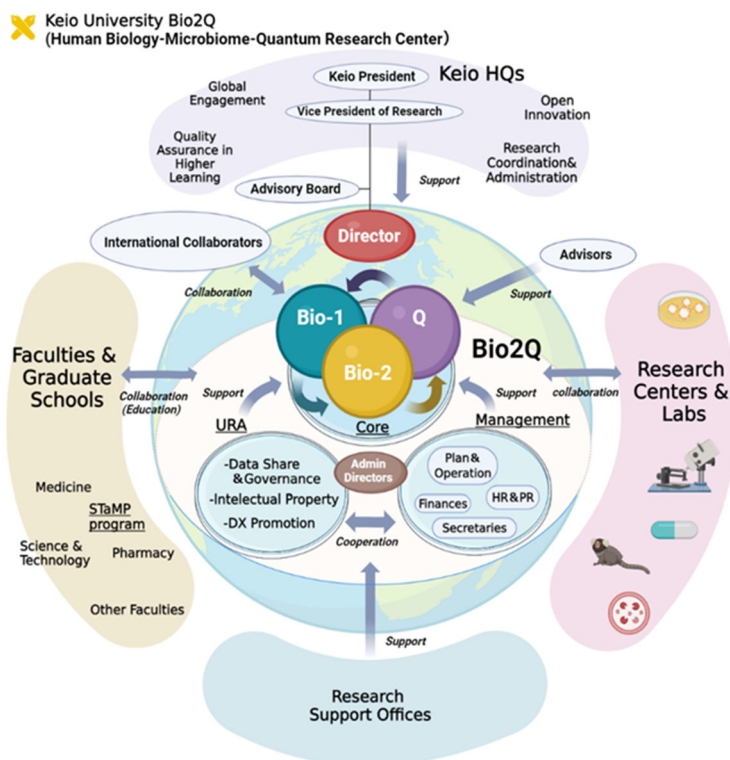 Keio University Bio2Q
(Human Biology-Microbiome-Quantum Research Center)
Keio President
Keio HQs
Global
Engagement
Vice President of Research
Open
Innovation
Quality
Assurance in
Higher
Learning
Research
Coordination&
Administration
Support
Advisory Board
Director
International Collaborators
Advisors
Collaboration
Support
Bio-1
Q
Bio-2
Bio2Q
Faculties &
Graduate
Schools
Collaboration
(Education)
Support
Support
collaboration
Research
Centers &
Labs
URA
Core
Management
-Data Share
&Governance
-Intelectual Property
-DX Promotion
Admin
Directors
Plan&
Operation
Finances
HR&PR
Secretaries
Cooperation
Medicine
STaMP
program
Science &
Technology
Pharmacy
Other Faculties
Support
Research
Support Offices